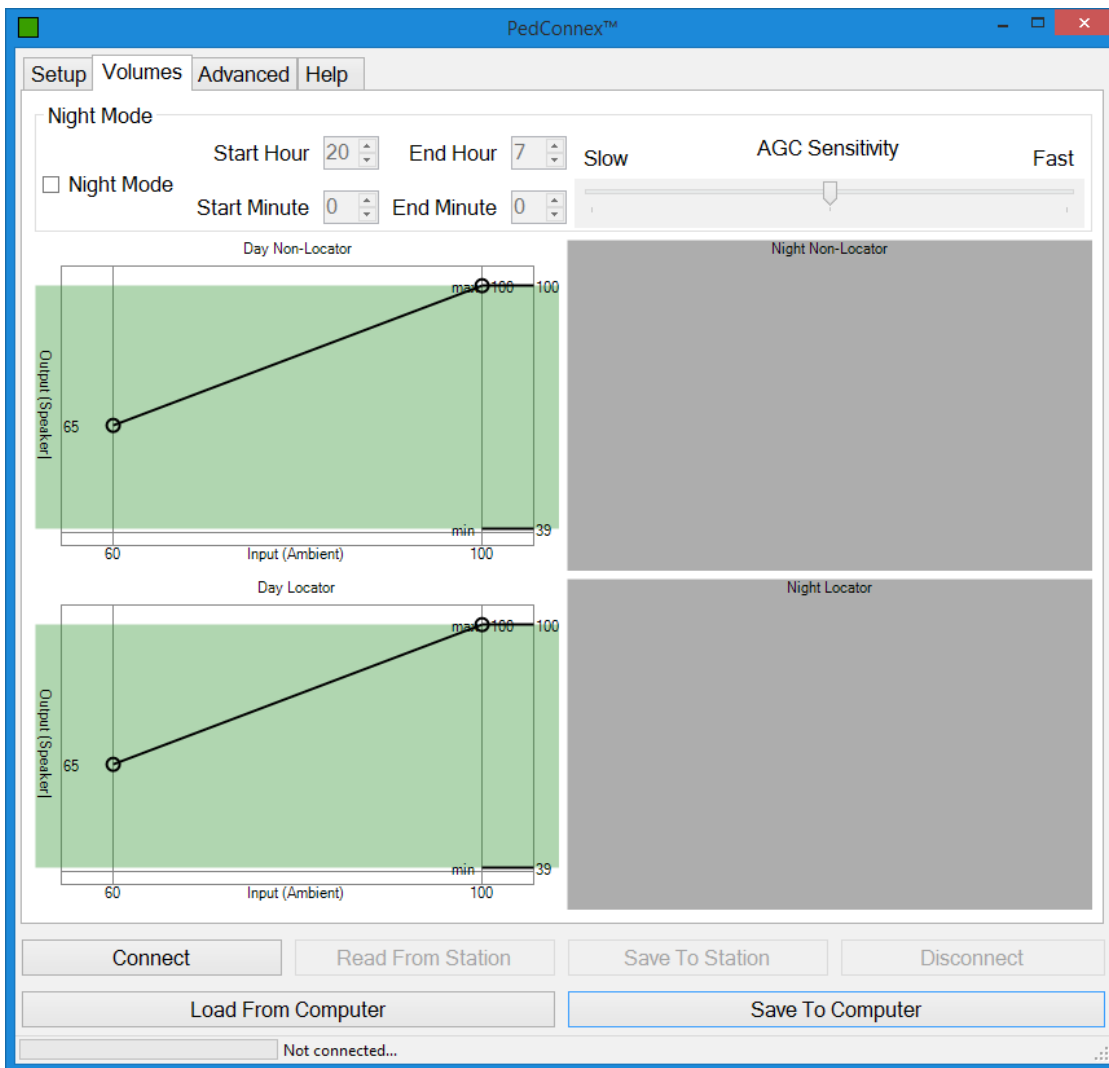 PedConnex™
Setup Volumes Advanced Help
Night Mode
Start Hour 20 End Hour 7 Slow AGC Sensitivity Fast
Night Mode
Start Minute 0 End Minute 0
Day Non-Locator
max 100 100
Output (Speaker)
65
min 39
60 Input (Ambient) 100
Night Non-Locator
Day Locator
max 100 100
Output (Speaker)
65
min 39
60 Input (Ambient) 100
Night Locator
Connect Read From Station Save To Station Disconnect
Load From Computer Save To Computer
Not connected...